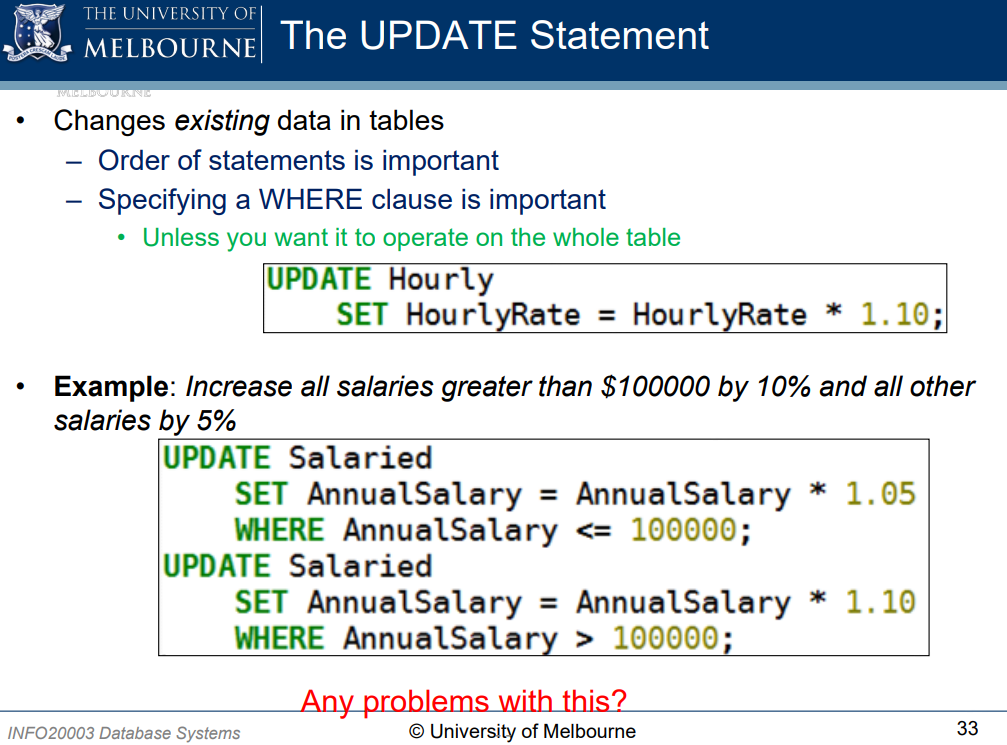 THE UNIVERSITY OF
MELBOURNE
The UPDATE Statement
MELBOURNE
• Changes existing data in tables
– Order of statements is important
– Specifying a WHERE clause is important
• Unless you want it to operate on the whole table
UPDATE Hourly
SET HourlyRate = HourlyRate * 1.10;
• Example: Increase all salaries greater than $100000 by 10% and all other
salaries by 5%
UPDATE Salaried
SET AnnualSalary = AnnualSalary * 1.05
WHERE AnnualSalary <= 100000;
UPDATE Salaried
SET AnnualSalary = AnnualSalary * 1.10
WHERE AnnualSalary > 100000;
Any problems with this?
INFO20003 Database Systems
© University of Melbourne
33